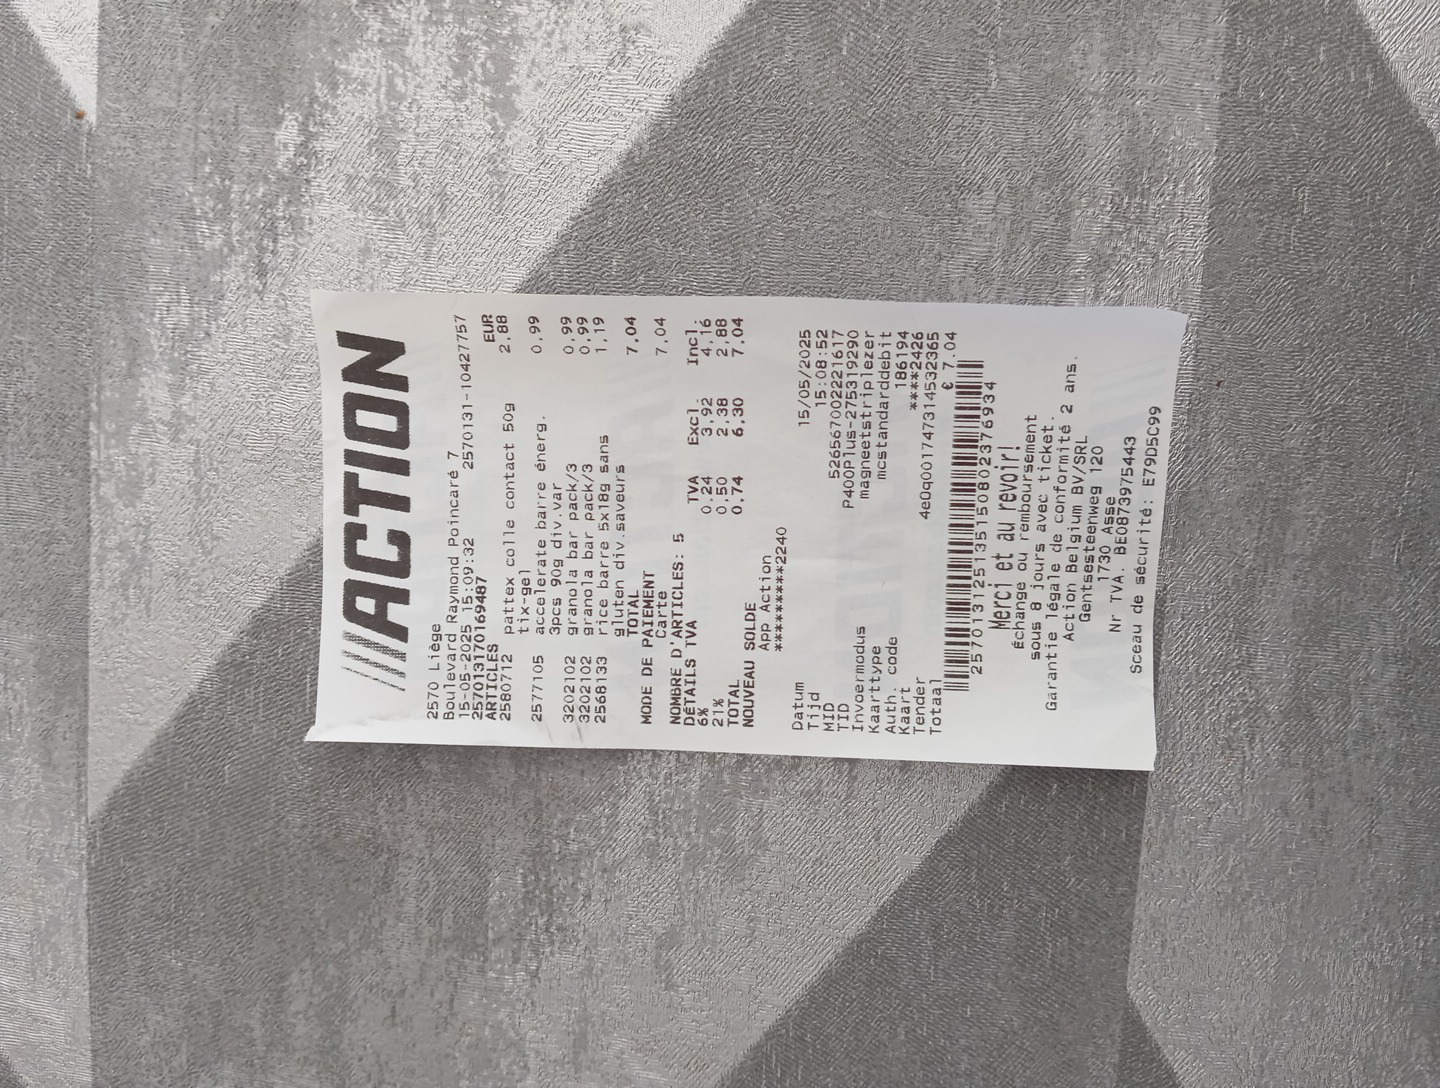 ACTION
2570 Liège
Boulevard Raymond Poincaré 7
15-05-2025 15:09:32 2570131-10427757
257013170169487
ARTICLES EUR
2580712 pattex colle contact 50g 2,88
tix-gel
2577105 accelerate barre énerg. 0,99
3pcs 90g div.var
3202102 granola bar pack/3 0,99
3202102 granola bar pack/3 0,99
2568133 rice barre 5x18g sans 1,19
gluten div.saveurs
TOTAL 7,04
MODE DE PAIEMENT
Carte 7,04
NOMBRE D'ARTICLES: 5
DÉTAILS TVA TVA Excl. Incl.
6% 0,24 3,92 4,16
21% 0,50 2,38 2,88
TOTAL 0,74 6,30 7,04
NOUVEAU SOLDE
App Action
**********2240
Datum 15/05/2025
Tijd 15:08:52
MID 526567002221617
TID P400Plus-275319290
Invoermodus magneetstriplezer
Kaarttype mcstandarddebit
Auth. code 186194
Kaart ****2426
Tender 4e0q001747314532365
Totaal € 7.04
2570131251351508023769​34
Merci et au revoir!
Échange ou remboursement
sous 8 jours avec ticket.
Garantie légale de conformité 2 ans.
Action Belgium BV/SRL
Gentsesteenweg 120
1730 Asse
Nr TVA. BE0873975443
Sceau de sécurité: E79D5C99